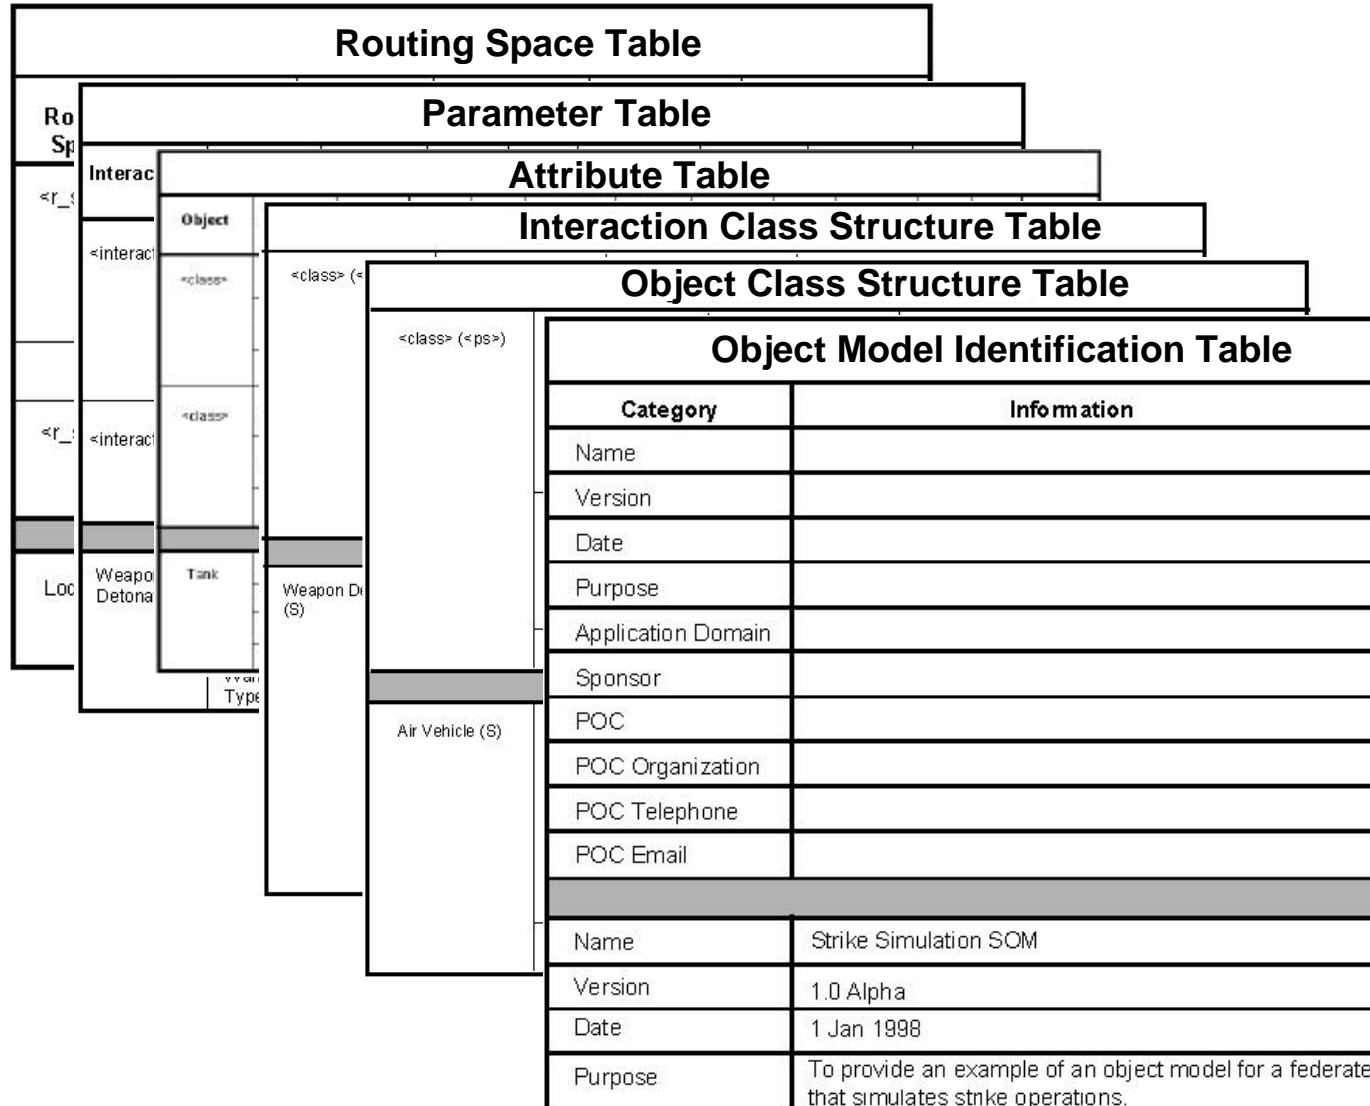 Routing Space Table
Parameter Table
Attribute Table
Interaction Class Structure Table
Object Class Structure Table
Object Model Identification Table
Ro
Sp
<r_s
<r_s
Loc
Interac
<interact
<interact
Weapo
Detona
Type
Object
<class>
<class>
Tank
<class> (<
Weapon De
(S)
<class> (<ps>)
Air Vehicle (S)
Category Information
Name
Version
Date
Purpose
Application Domain
Sponsor
POC
POC Organization
POC Telephone
POC Email
Name Strike Simulation SOM
Version 1.0 Alpha
Date 1 Jan 1998
Purpose To provide an example of an object model for a federate
that simulates strike operations.